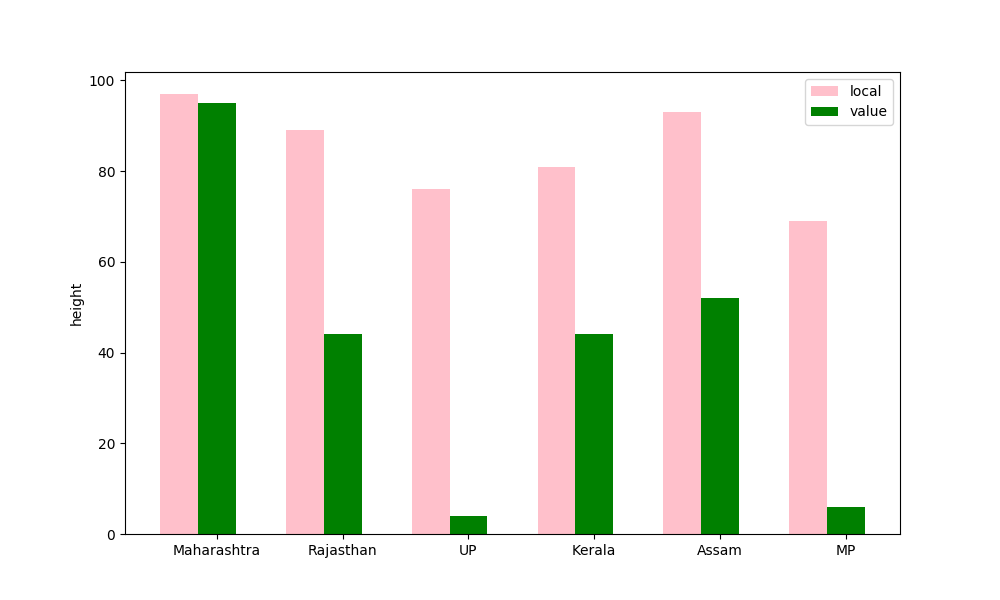 local
value
100
80
60
40
20
0
height
Maharashtra
Rajasthan
UP
Kerala
Assam
MP